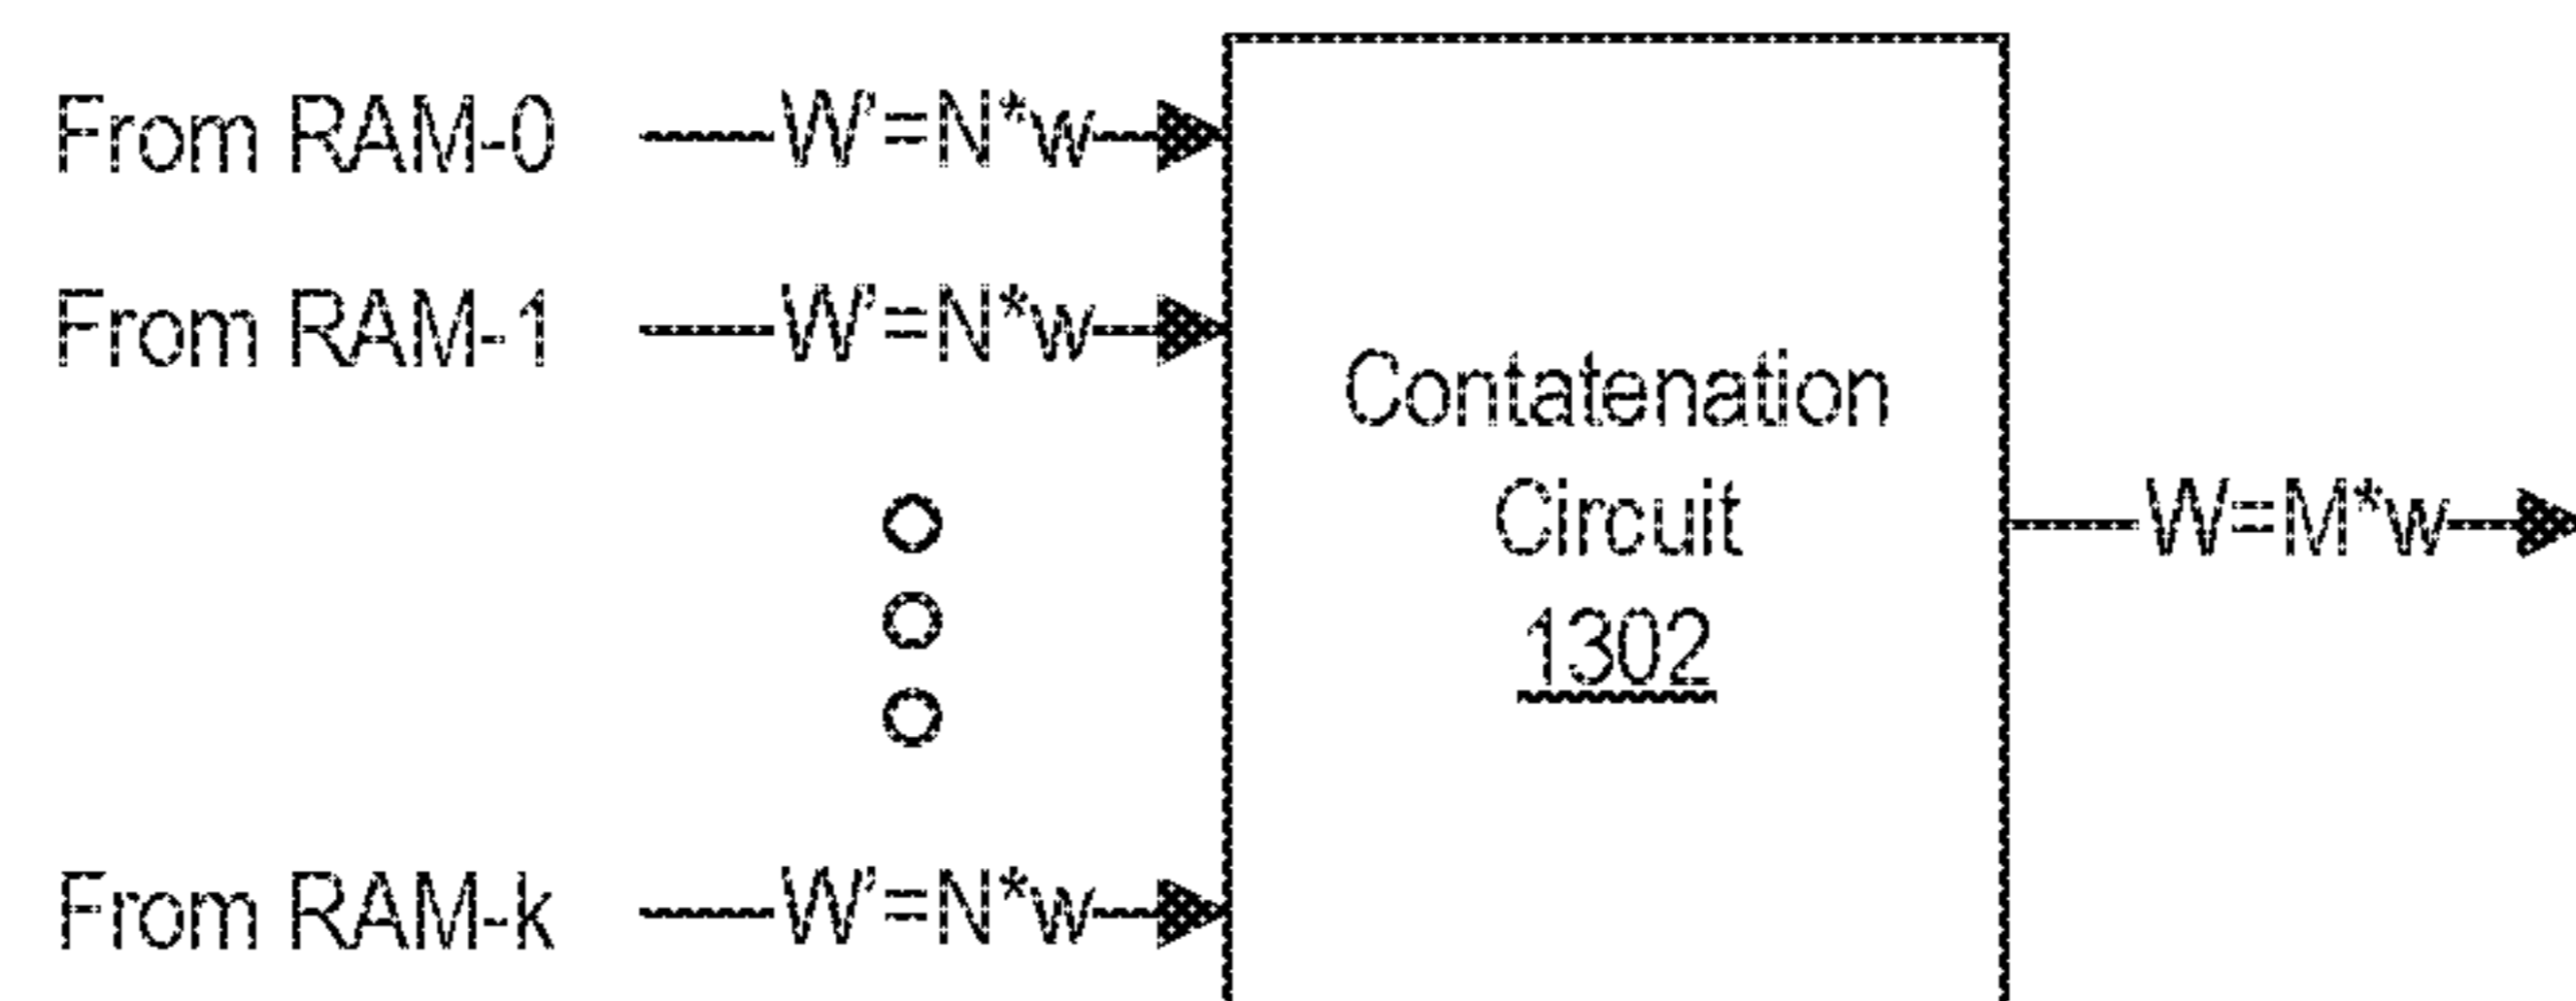 From RAM-0 W'=N*w
From RAM-1 W'=N*w
Contatenation
Circuit
1302
W=M*w
From RAM-k W'=N*w